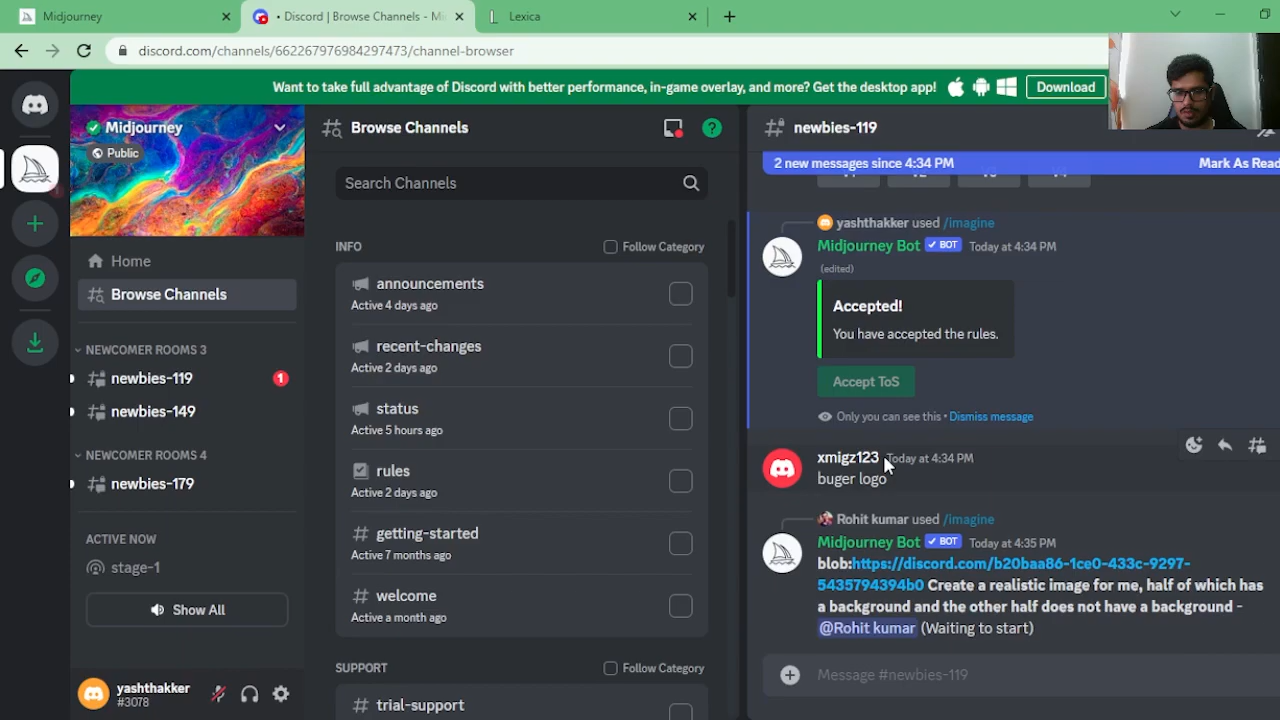 Midjourney
• Discord | Browse Channels - Mi
Lexica
discord.com/channels/662267976984297473/channel-browser
Want to take full advantage of Discord with better performance, in-game overlay, and more? Get the desktop app!
Download
Midjourney
Public
Home
Browse Channels
NEWCOMER ROOMS 3
newbies-119
1
newbies-149
NEWCOMER ROOMS 4
newbies-179
ACTIVE NOW
stage-1
Show All
yashthakker
#3078
Browse Channels
Search Channels
INFO
Follow Category
announcements
Active 4 days ago
recent-changes
Active 2 days ago
status
Active 5 hours ago
rules
Active 2 days ago
getting-started
Active 7 months ago
welcome
Active a month ago
SUPPORT
Follow Category
trial-support
newbies-119
2 new messages since 4:34 PM
Mark As Read
yashthakker used /imagine
Midjourney Bot ✓ BOT Today at 4:34 PM
(edited)
Accepted!
You have accepted the rules.
Accept ToS
Only you can see this • Dismiss message
xmigz123 Today at 4:34 PM
buger logo
Rohit kumar used /imagine
Midjourney Bot ✓ BOT Today at 4:35 PM
blob:https://discord.com/b20baa86-1ce0-433c-9297-
5435794394b0 Create a realistic image for me, half of which has
a background and the other half does not have a background -
@Rohit kumar (Waiting to start)
Message #newbies-119